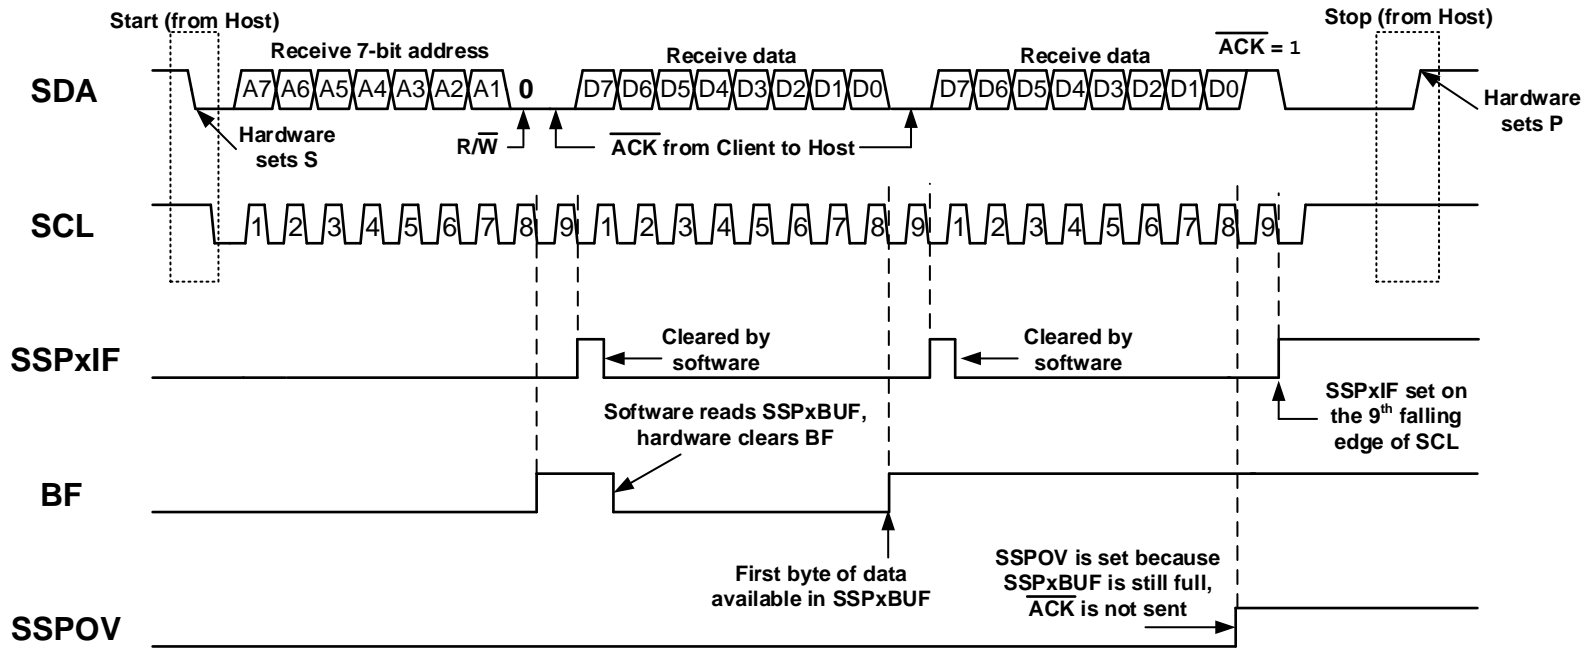 Start (from Host)
Stop (from Host)
Receive 7-bit address
Receive data
Receive data
ACK = 1
SDA
A7 A6 A5 A4 A3 A2 A1 0
D7 D6 D5 D4 D3 D2 D1 D0
D7 D6 D5 D4 D3 D2 D1 D0
Hardware
sets S
R/W
ACK from Client to Host
Hardware
sets P
SCL
1 2 3 4 5 6 7 8 9 1 2 3 4 5 6 7 8 9 1 2 3 4 5 6 7 8 9
SSPxIF
Cleared by
software
Cleared by
software
SSPxIF set on
the 9th falling
edge of SCL
Software reads SSPxBUF,
hardware clears BF
BF
First byte of data
available in SSPxBUF
SSPOV is set because
SSPxBUF is still full,
ACK is not sent
SSPOV